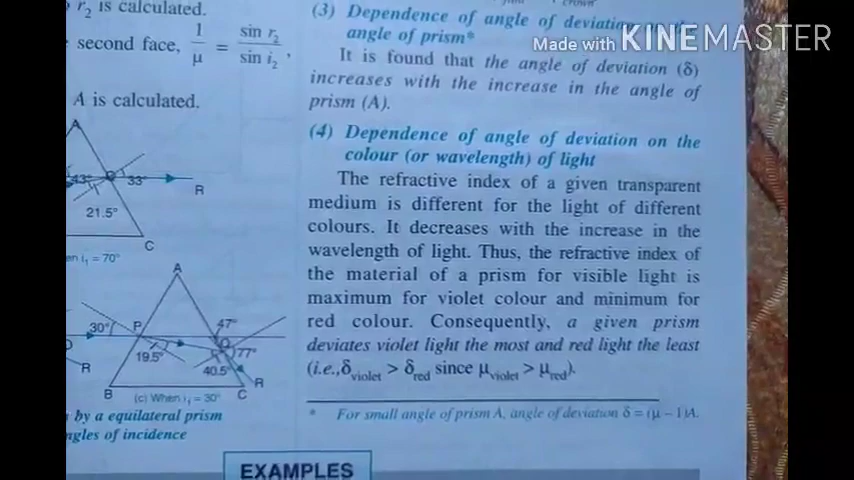 r₂ is calculated.
second face, 1/μ = sin r₂ / sin i₂ .
A is calculated.
A
43°
33°
R
21.5°
C
en i₁ = 70°
A
30°
P
47°
Q
77°
19.5°
40.5°
R
R
B
C
(c) When i₁ = 30°
by a equilateral prism
ngles of incidence
(3) Dependence of angle of deviation on the
angle of prism*
It is found that the angle of deviation (δ)
increases with the increase in the angle of
prism (A).
(4) Dependence of angle of deviation on the
colour (or wavelength) of light
The refractive index of a given transparent
medium is different for the light of different
colours. It decreases with the increase in the
wavelength of light. Thus, the refractive index of
the material of a prism for visible light is
maximum for violet colour and minimum for
red colour. Consequently, a given prism
deviates violet light the most and red light the least
(i.e., δviolet > δred since μviolet > μred).
* For small angle of prism A, angle of deviation δ = (μ – 1)A.
EXAMPLES
Made with KINEMASTER